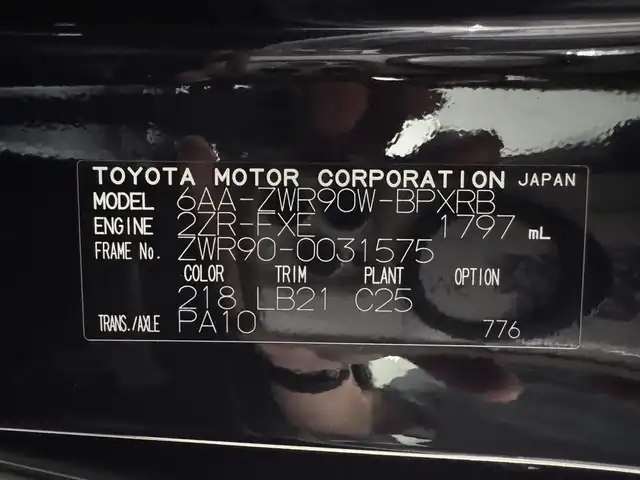 TOYOTA MOTOR CORPORATION JAPAN
MODEL 6AA-ZWR90W-BPXRB
ENGINE 2ZR-FXE 1797 mL
FRAME No. ZWR90-0031575
COLOR TRIM PLANT OPTION
218 LB21 C25
TRANS./AXLE PA10 776